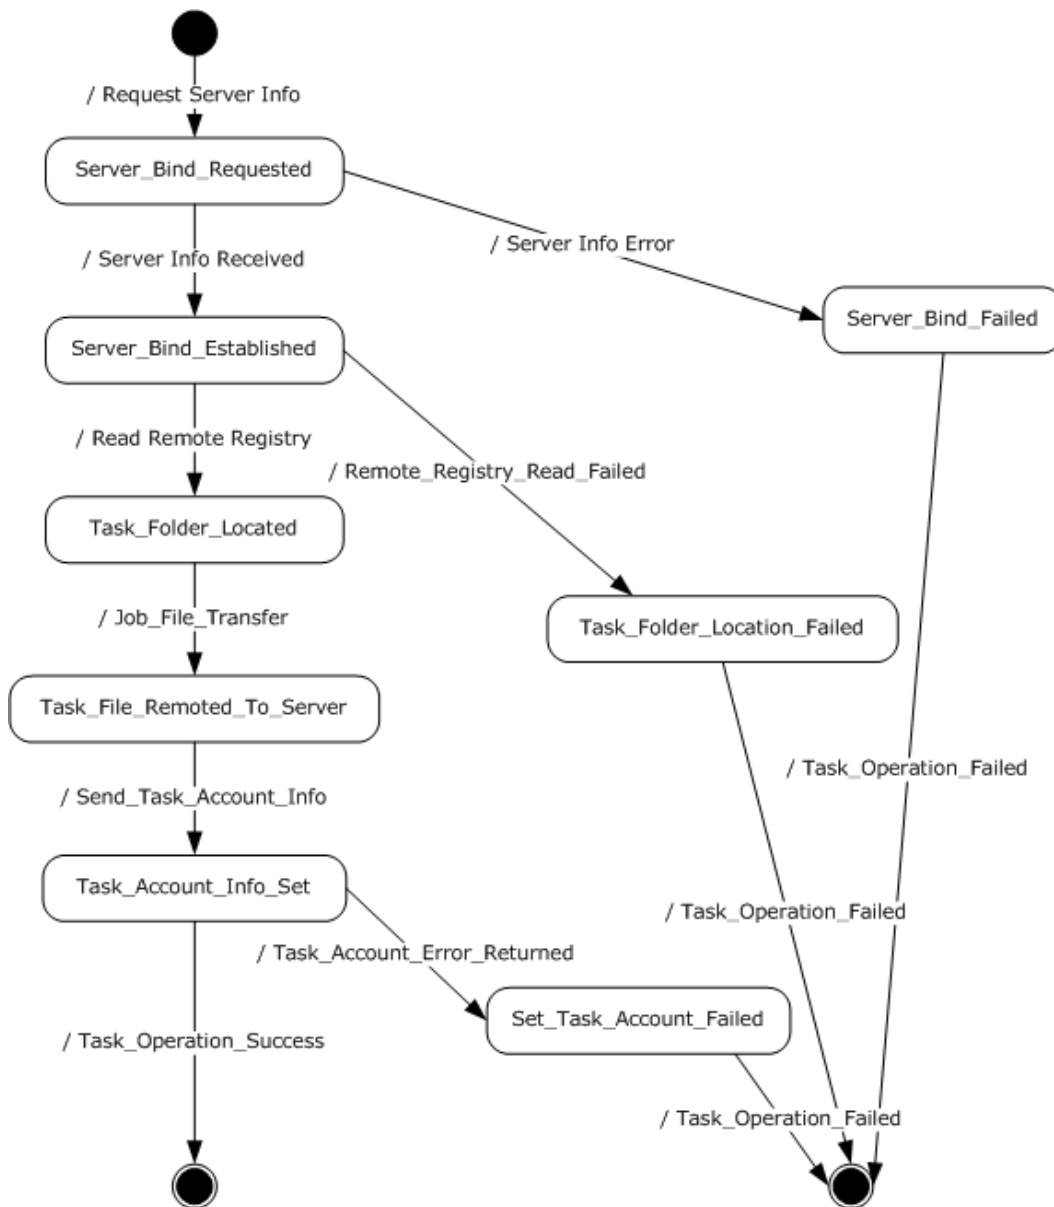 / Request Server Info
Server_Bind_Requested
/ Server Info Error
/ Server Info Received
Server_Bind_Failed
Server_Bind_Established
/ Read Remote Registry
/ Remote_Registry_Read_Failed
Task_Folder_Located
/ Job_File_Transfer
Task_Folder_Location_Failed
Task_File_Remoted_To_Server
/ Task_Operation_Failed
/ Send_Task_Account_Info
Task_Account_Info_Set
/ Task_Operation_Failed
/ Task_Account_Error_Returned
Set_Task_Account_Failed
/ Task_Operation_Success
/ Task_Operation_Failed